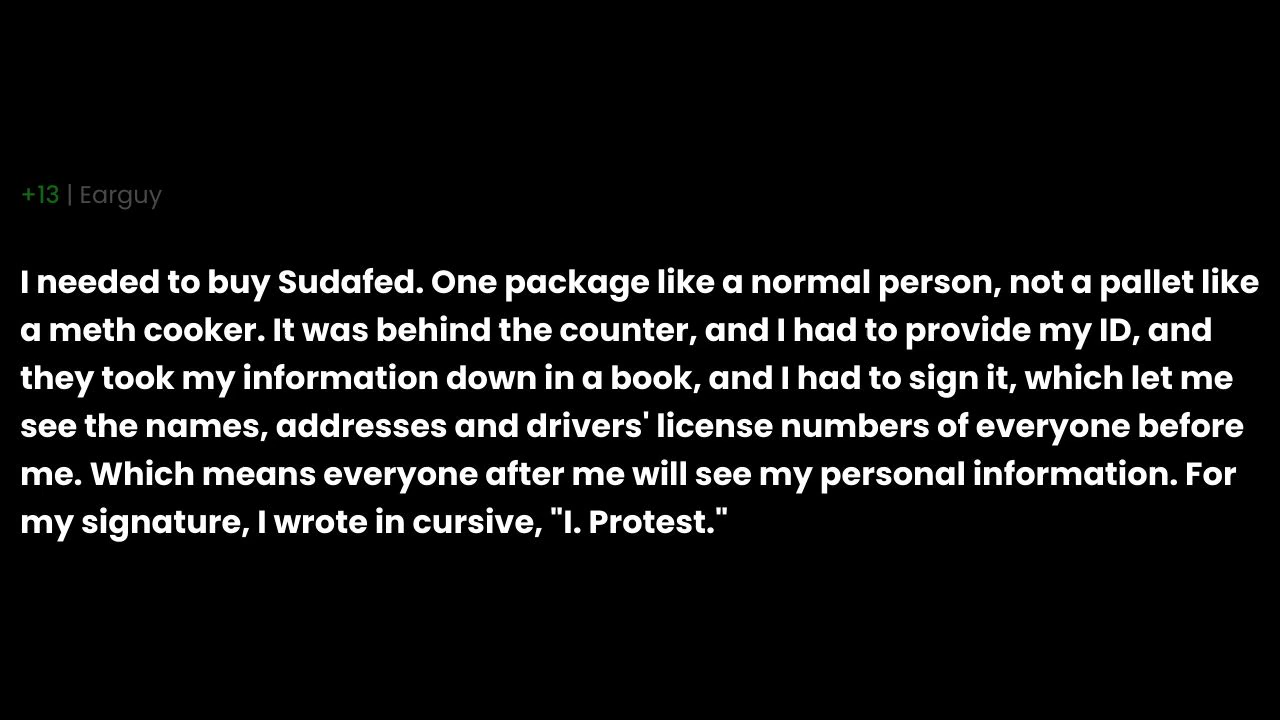 +13 | Earguy
I needed to buy Sudafed. One package like a normal person, not a pallet like
a meth cooker. It was behind the counter, and I had to provide my ID, and
they took my information down in a book, and I had to sign it, which let me
see the names, addresses and drivers' license numbers of everyone before
me. Which means everyone after me will see my personal information. For
my signature, I wrote in cursive, "I. Protest."